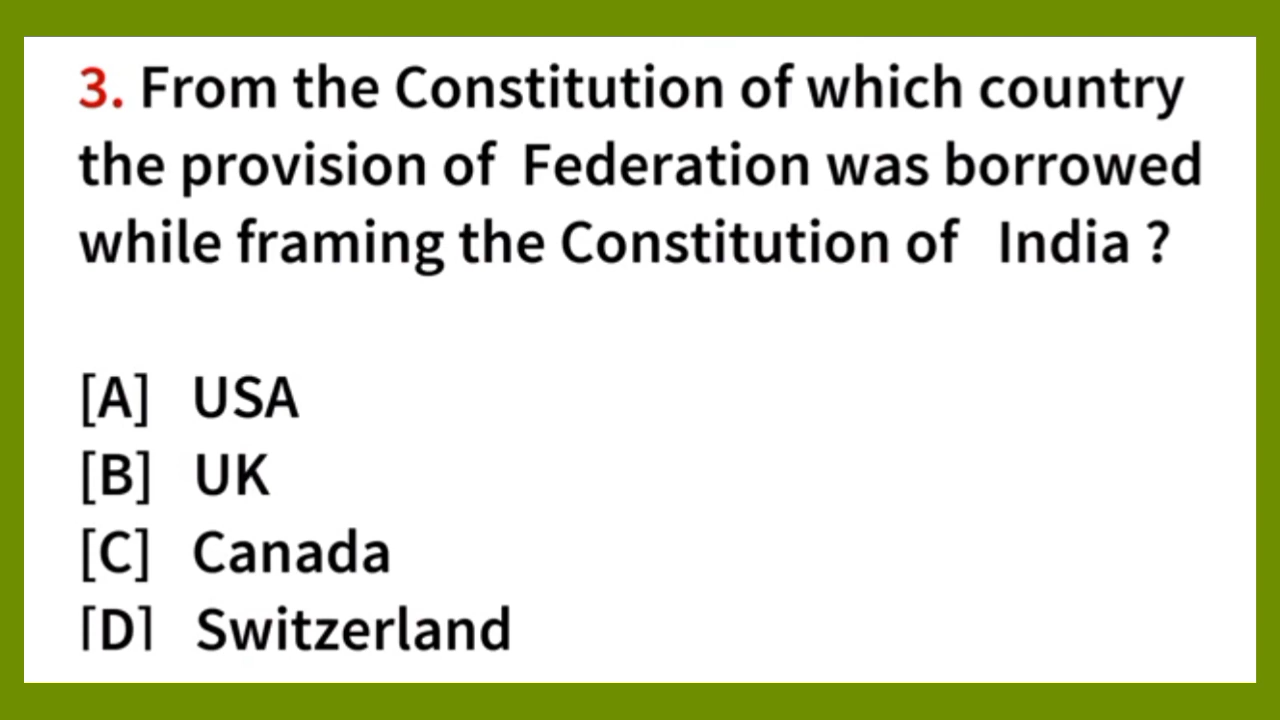 3. From the Constitution of which country
the provision of Federation was borrowed
while framing the Constitution of India ?
[A] USA
[B] UK
[C] Canada
[D] Switzerland